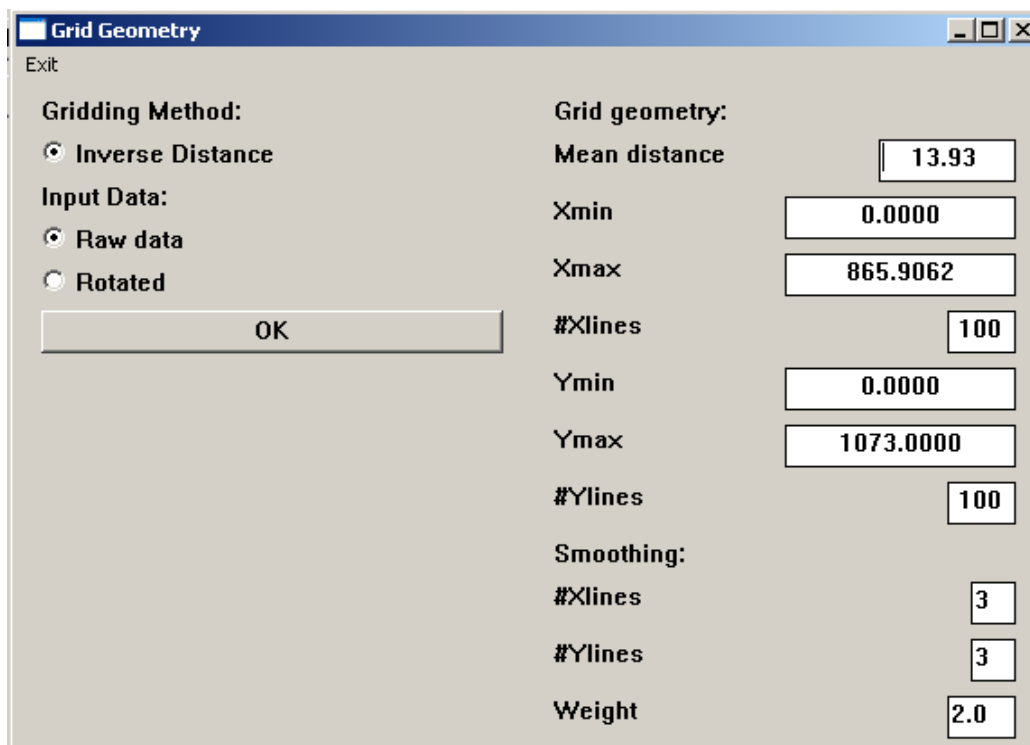 Grid Geometry
Exit
Gridding Method:
Inverse Distance
Input Data:
Raw data
Rotated
OK
Grid geometry:
Mean distance 13.93
Xmin 0.0000
Xmax 865.9062
#Xlines 100
Ymin 0.0000
Ymax 1073.0000
#Ylines 100
Smoothing:
#Xlines 3
#Ylines 3
Weight 2.0